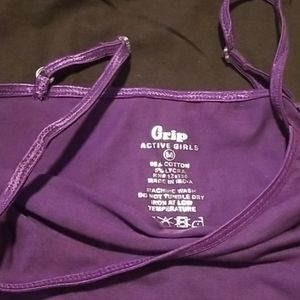 Grip
ACTIVE GIRLS
M
95% COTTON
5% LYCRA
MADE IN INDIA
MACHINE WASH
DO NOT TUMBLE DRY
IRON AT LOW
TEMPERATURE